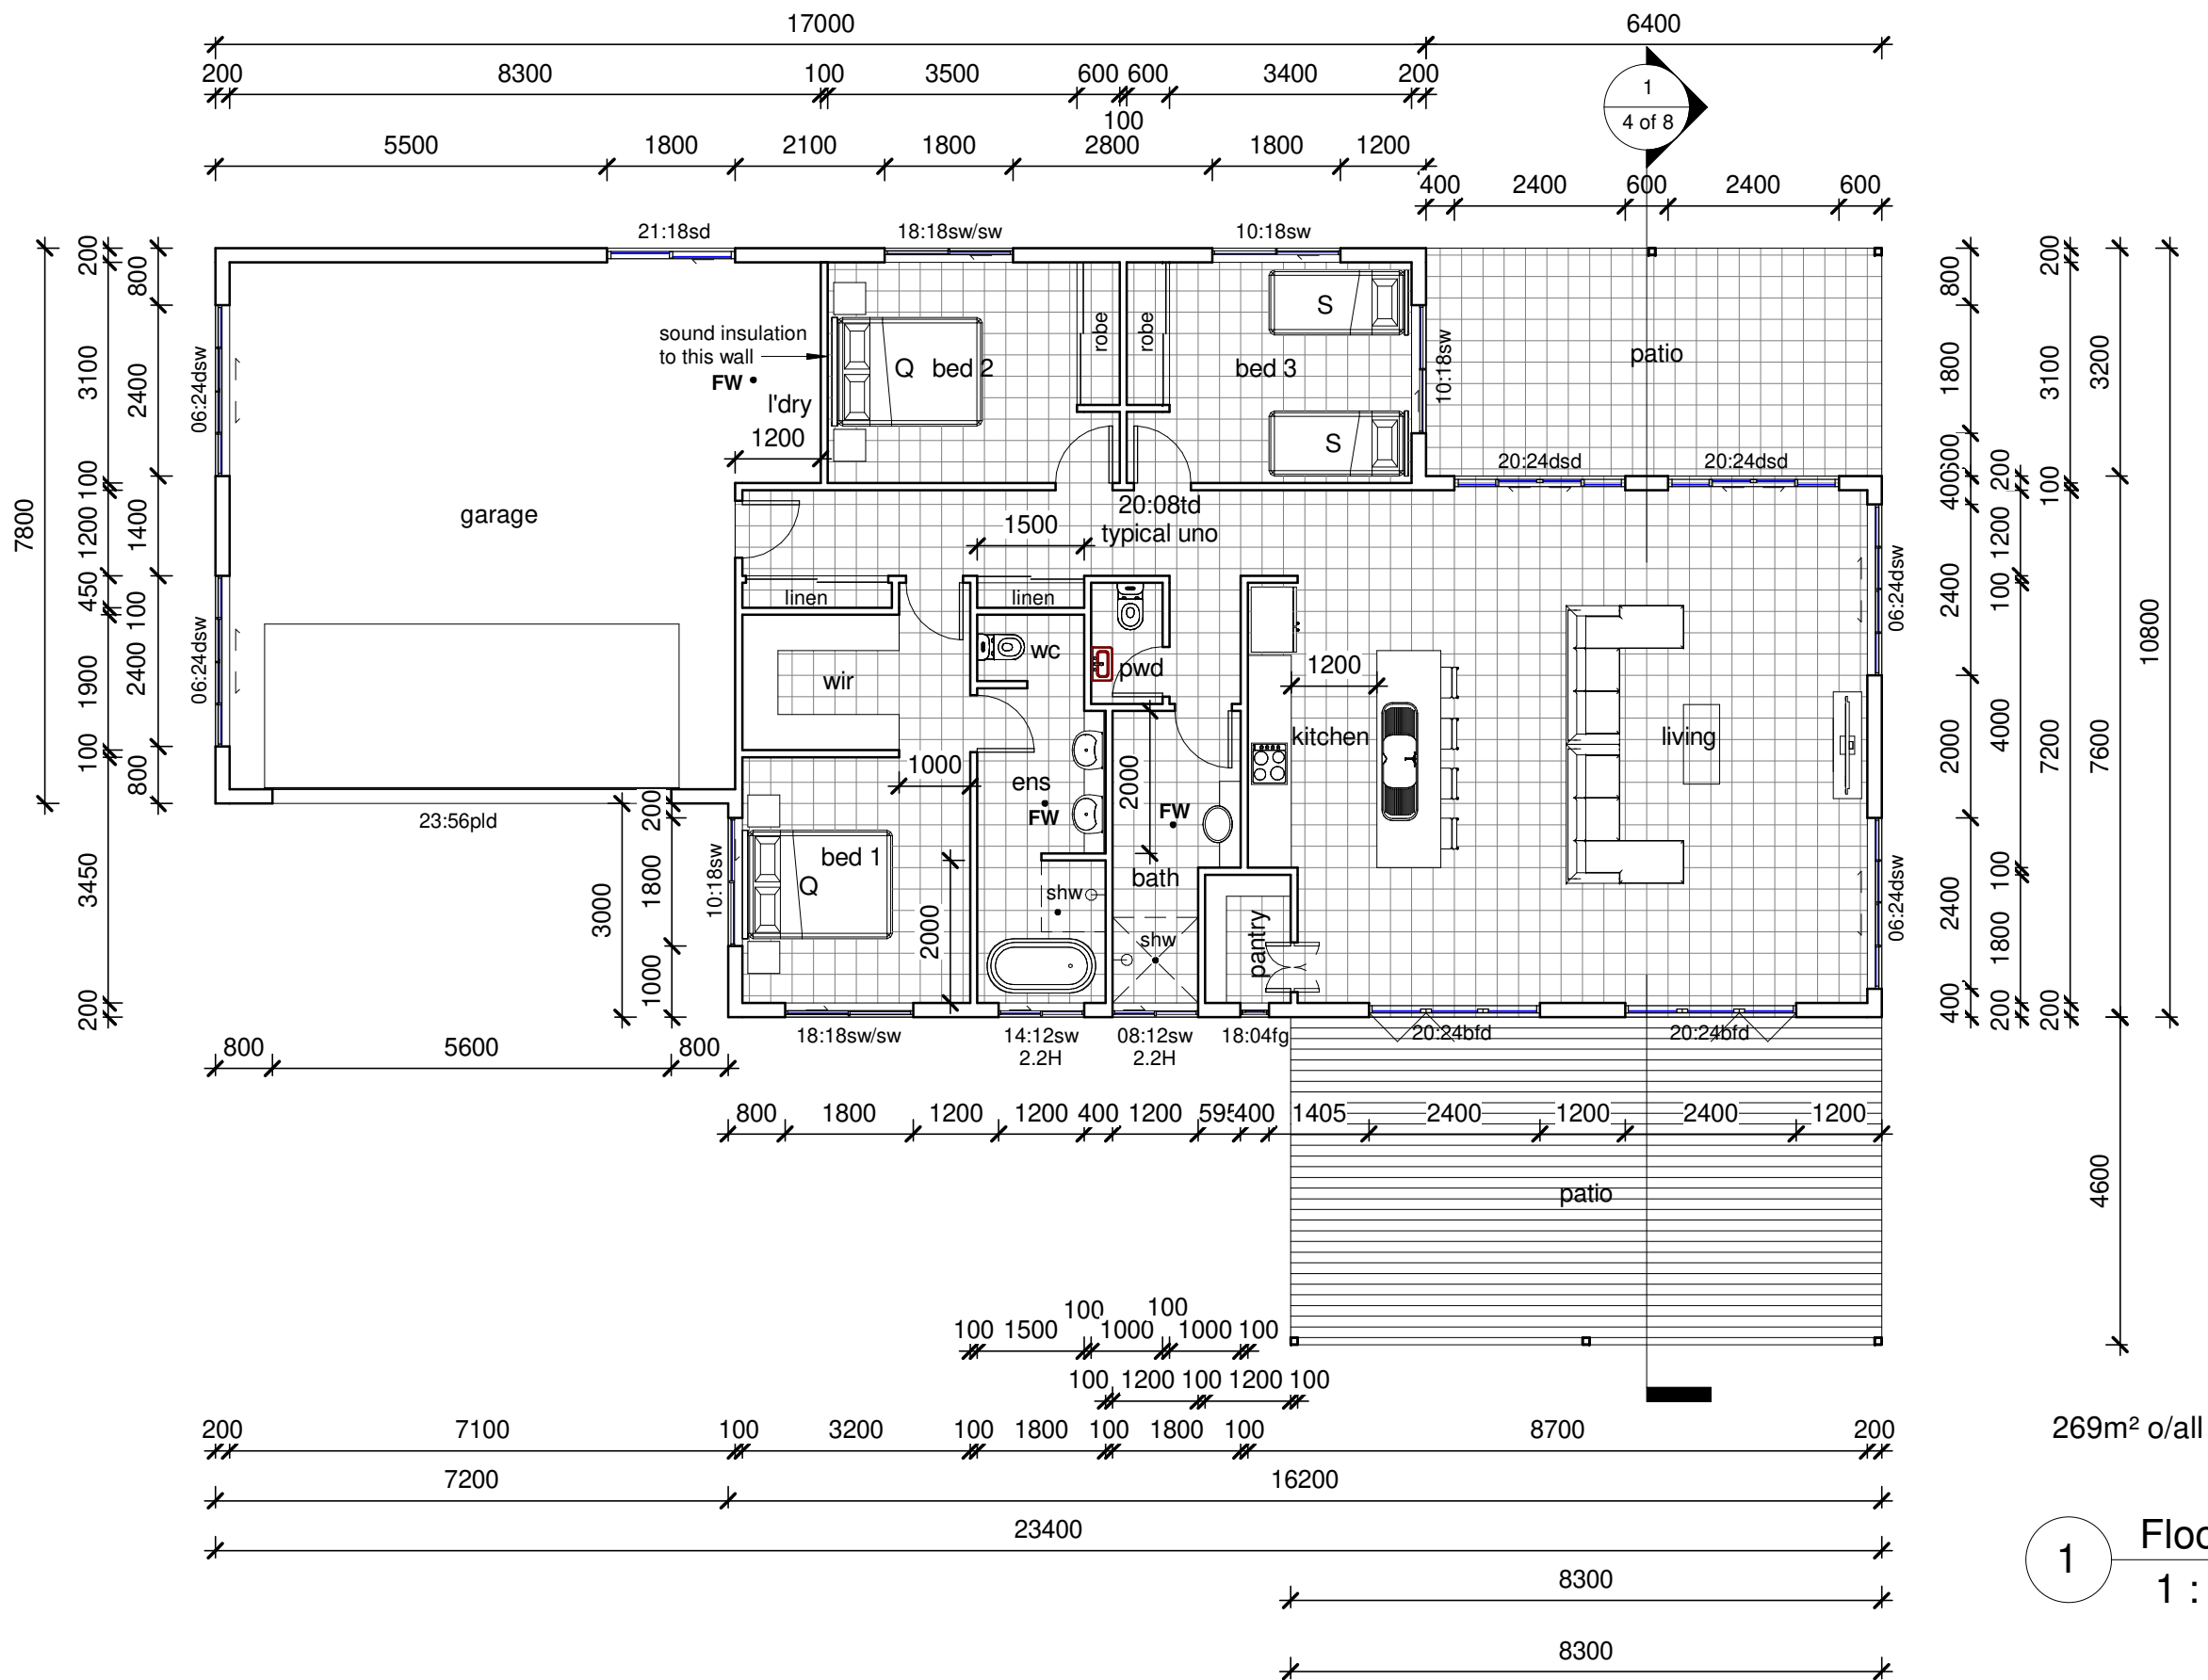 17000 6400
200 8300 100 3500 600 600 3400 200
100
1
4 of 8
5500 1800 2100 1800 2800 1800 1200
400 2400 600 2400 600
21:18sd 18:18sw/sw 10:18sw
7800
200 3100 100 1200 450 100 1900 100 3450 200
800 2400 1400 2400 800
06:24dsw
06:24dsw
sound insulation
to this wall
FW
l'dry
1200
garage
Q bed 2
robe
robe
bed 3
S
S
10:18sw
patio
20:24dsd 20:24dsd
20:08td
typical uno
1500
linen
linen
wc
pwd
wir
1000
ens
FW
2000
FW
bath
kitchen
1200
living
06:24dsw
06:24dsw
23:56pld
bed 1
Q
10:18sw
2000
shw
shw
pantry
200 1800 1000
3000
800 1800 600 400 2400 2000 2400 400
200 1200 100 4000 100 1800 200
200 3100 100 7200 200
3200 7600 4600
10800
18:18sw/sw 14:12sw 08:12sw 18:04fg 20:24bfd 20:24bfd
2.2H 2.2H
800 5600 800
800 1800 1200 1200 400 1200 595 400 1405 2400 1200 2400 1200
patio
100 1500 100 1000 100 1000 100
100 1200 100 1200 100
200 7100 100 3200 100 1800 100 1800 100 8700 200
269m² o/all
7200 16200
23400
8300
8300
1
Floo
1 :